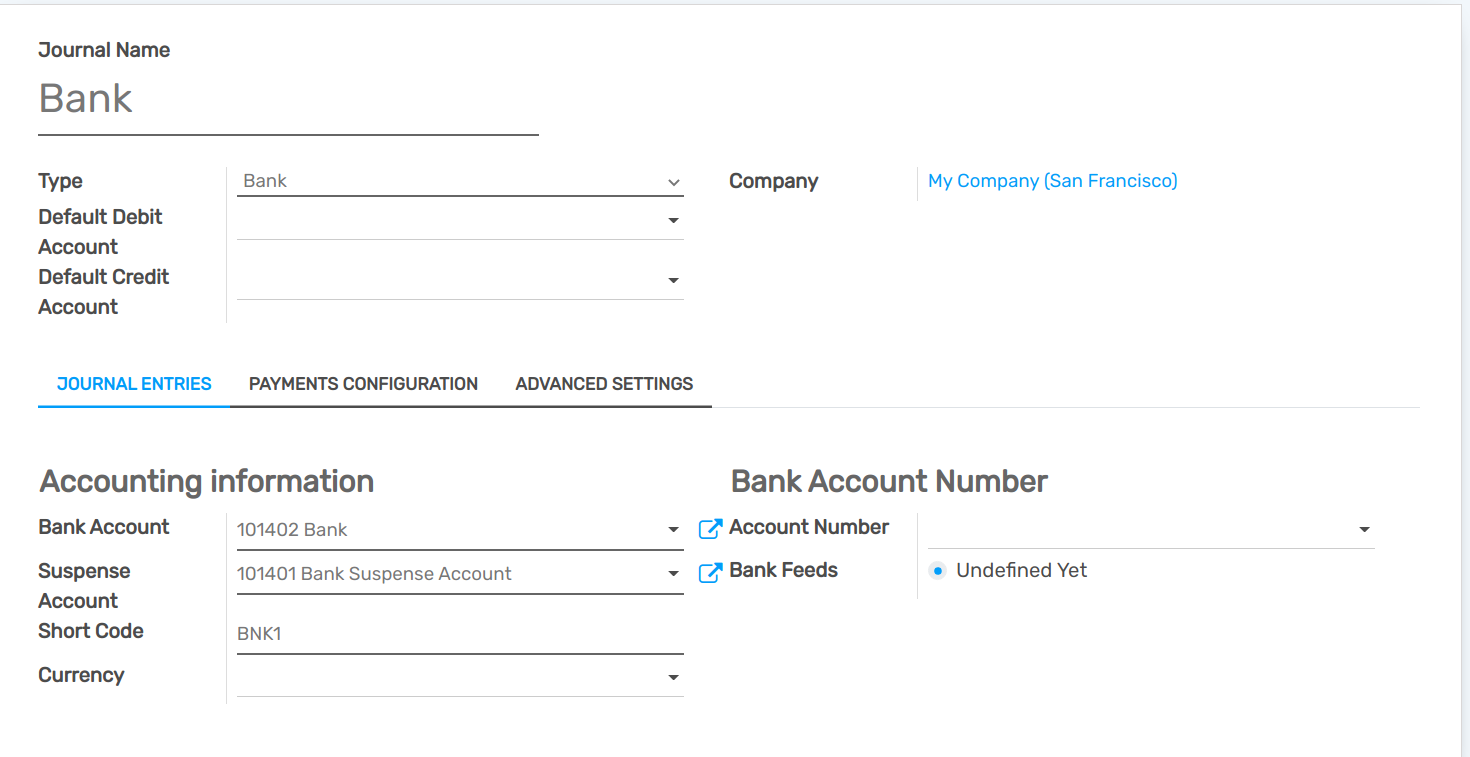 Journal Name
Bank
Type
Bank
Company
My Company (San Francisco)
Default Debit
Account
Default Credit
Account
JOURNAL ENTRIES
PAYMENTS CONFIGURATION
ADVANCED SETTINGS
Accounting information
Bank Account
101402 Bank
Suspense
Account
101401 Bank Suspense Account
Short Code
BNK1
Currency
Bank Account Number
Account Number
Bank Feeds
Undefined Yet